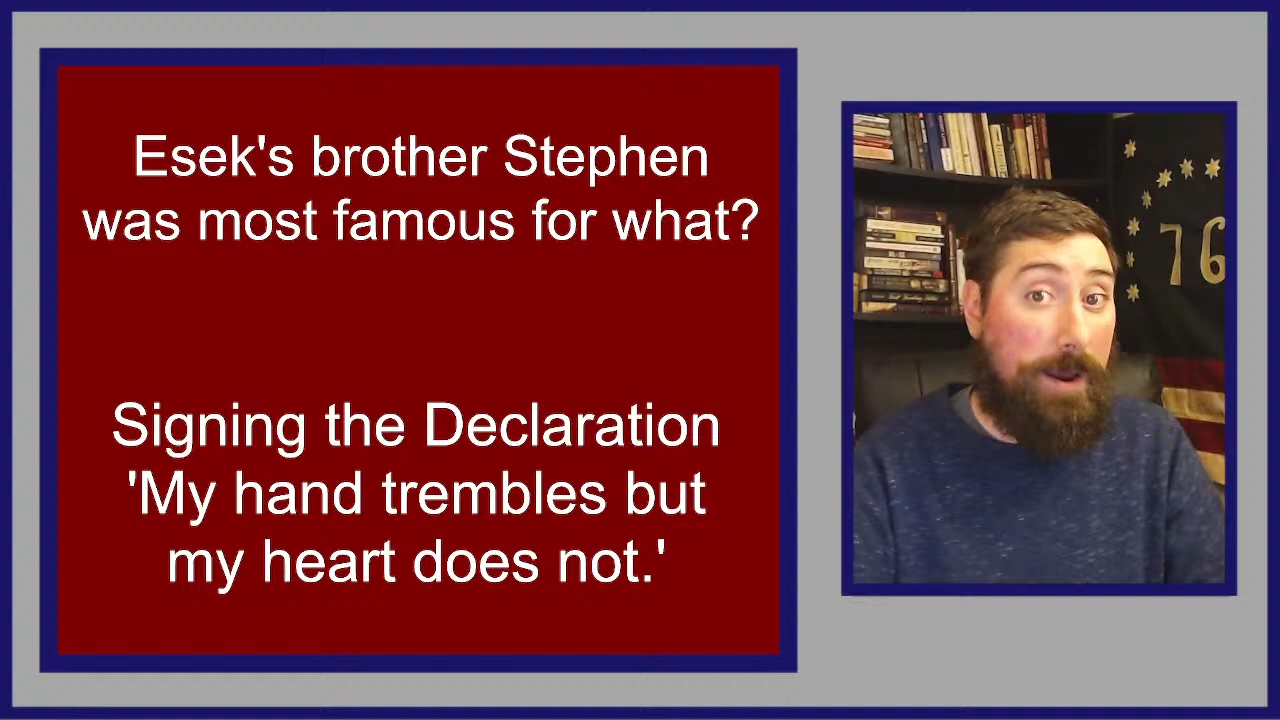 Esek's brother Stephen
was most famous for what?
Signing the Declaration
'My hand trembles but
my heart does not.'
76